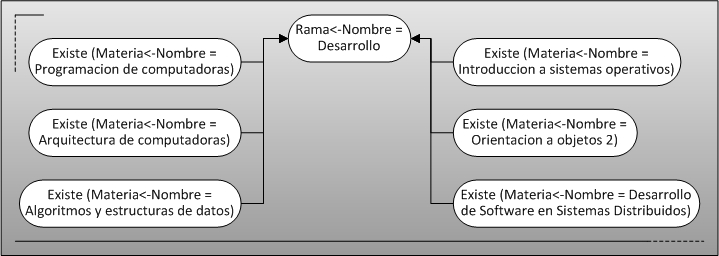 Rama<-Nombre =
Desarrollo
Existe (Materia<-Nombre =
Programacion de computadoras)
Existe (Materia<-Nombre =
Arquitectura de computadoras)
Existe (Materia<-Nombre =
Algoritmos y estructuras de datos)
Existe (Materia<-Nombre =
Introduccion a sistemas operativos)
Existe (Materia<-Nombre =
Orientacion a objetos 2)
Existe (Materia<-Nombre = Desarrollo
de Software en Sistemas Distribuidos)